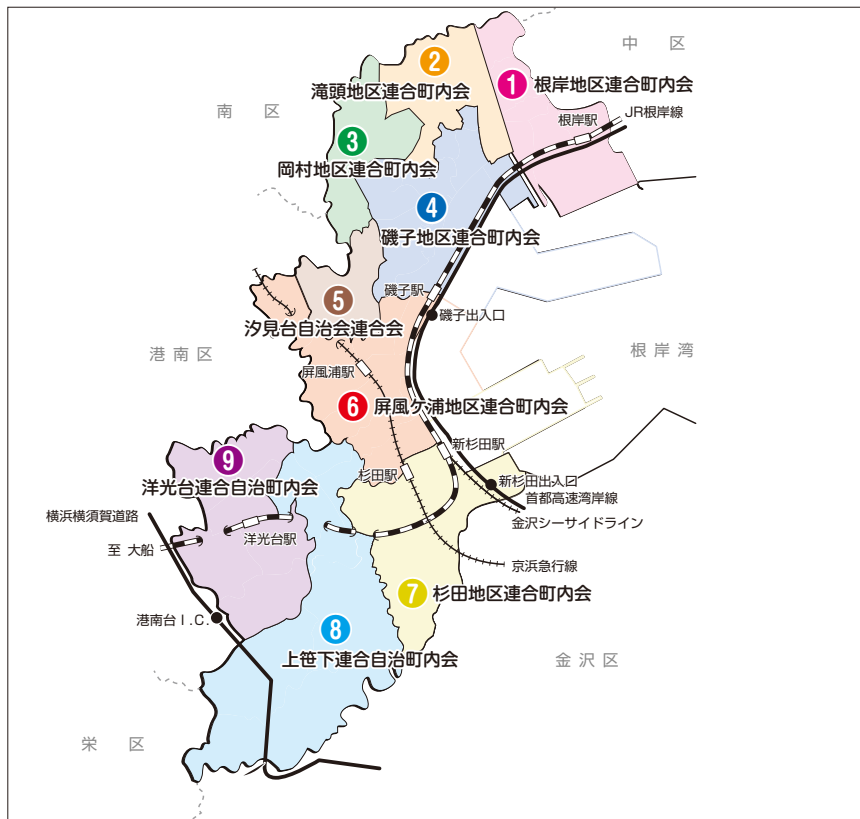 中 区
2
1
滝頭地区連合町内会
根岸地区連合町内会
南 区
根岸駅
JR根岸線
3
岡村地区連合町内会
4
磯子地区連合町内会
磯子駅
5
磯子出入口
汐見台自治会連合会
港南区
根岸湾
屏風浦駅
6
屏風ケ浦地区連合町内会
新杉田駅
9
杉田駅
洋光台連合自治町内会
新杉田出入口
首都高速湾岸線
横浜横須賀道路
金沢シーサイドライン
洋光台駅
至 大船
京浜急行線
7
杉田地区連合町内会
港南台I.C.
8
上笹下連合自治町内会
金沢区
栄 区